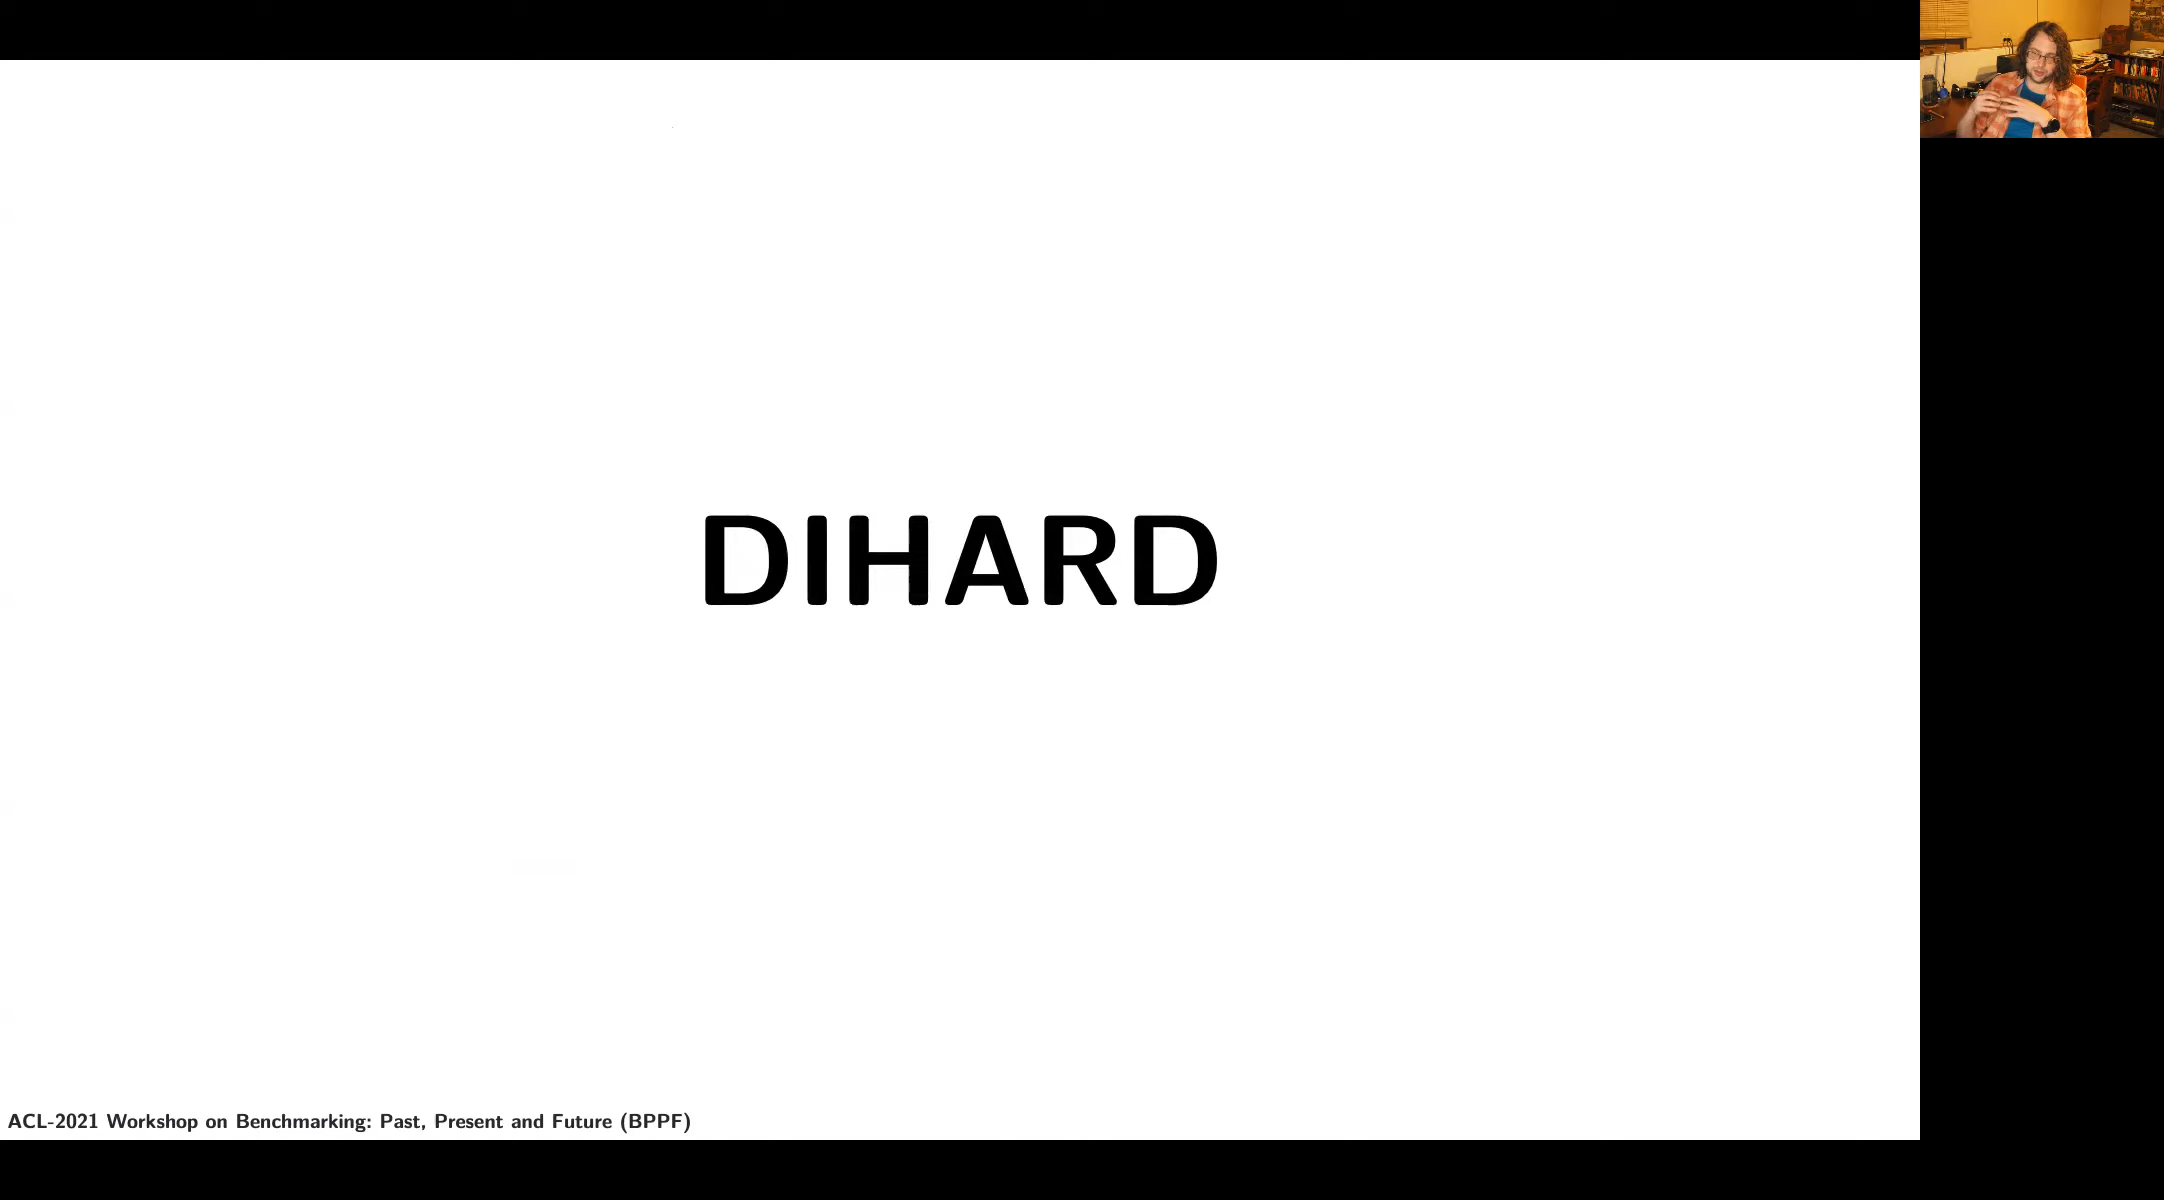 DIHARD
ACL-2021 Workshop on Benchmarking: Past, Present and Future (BPPF)